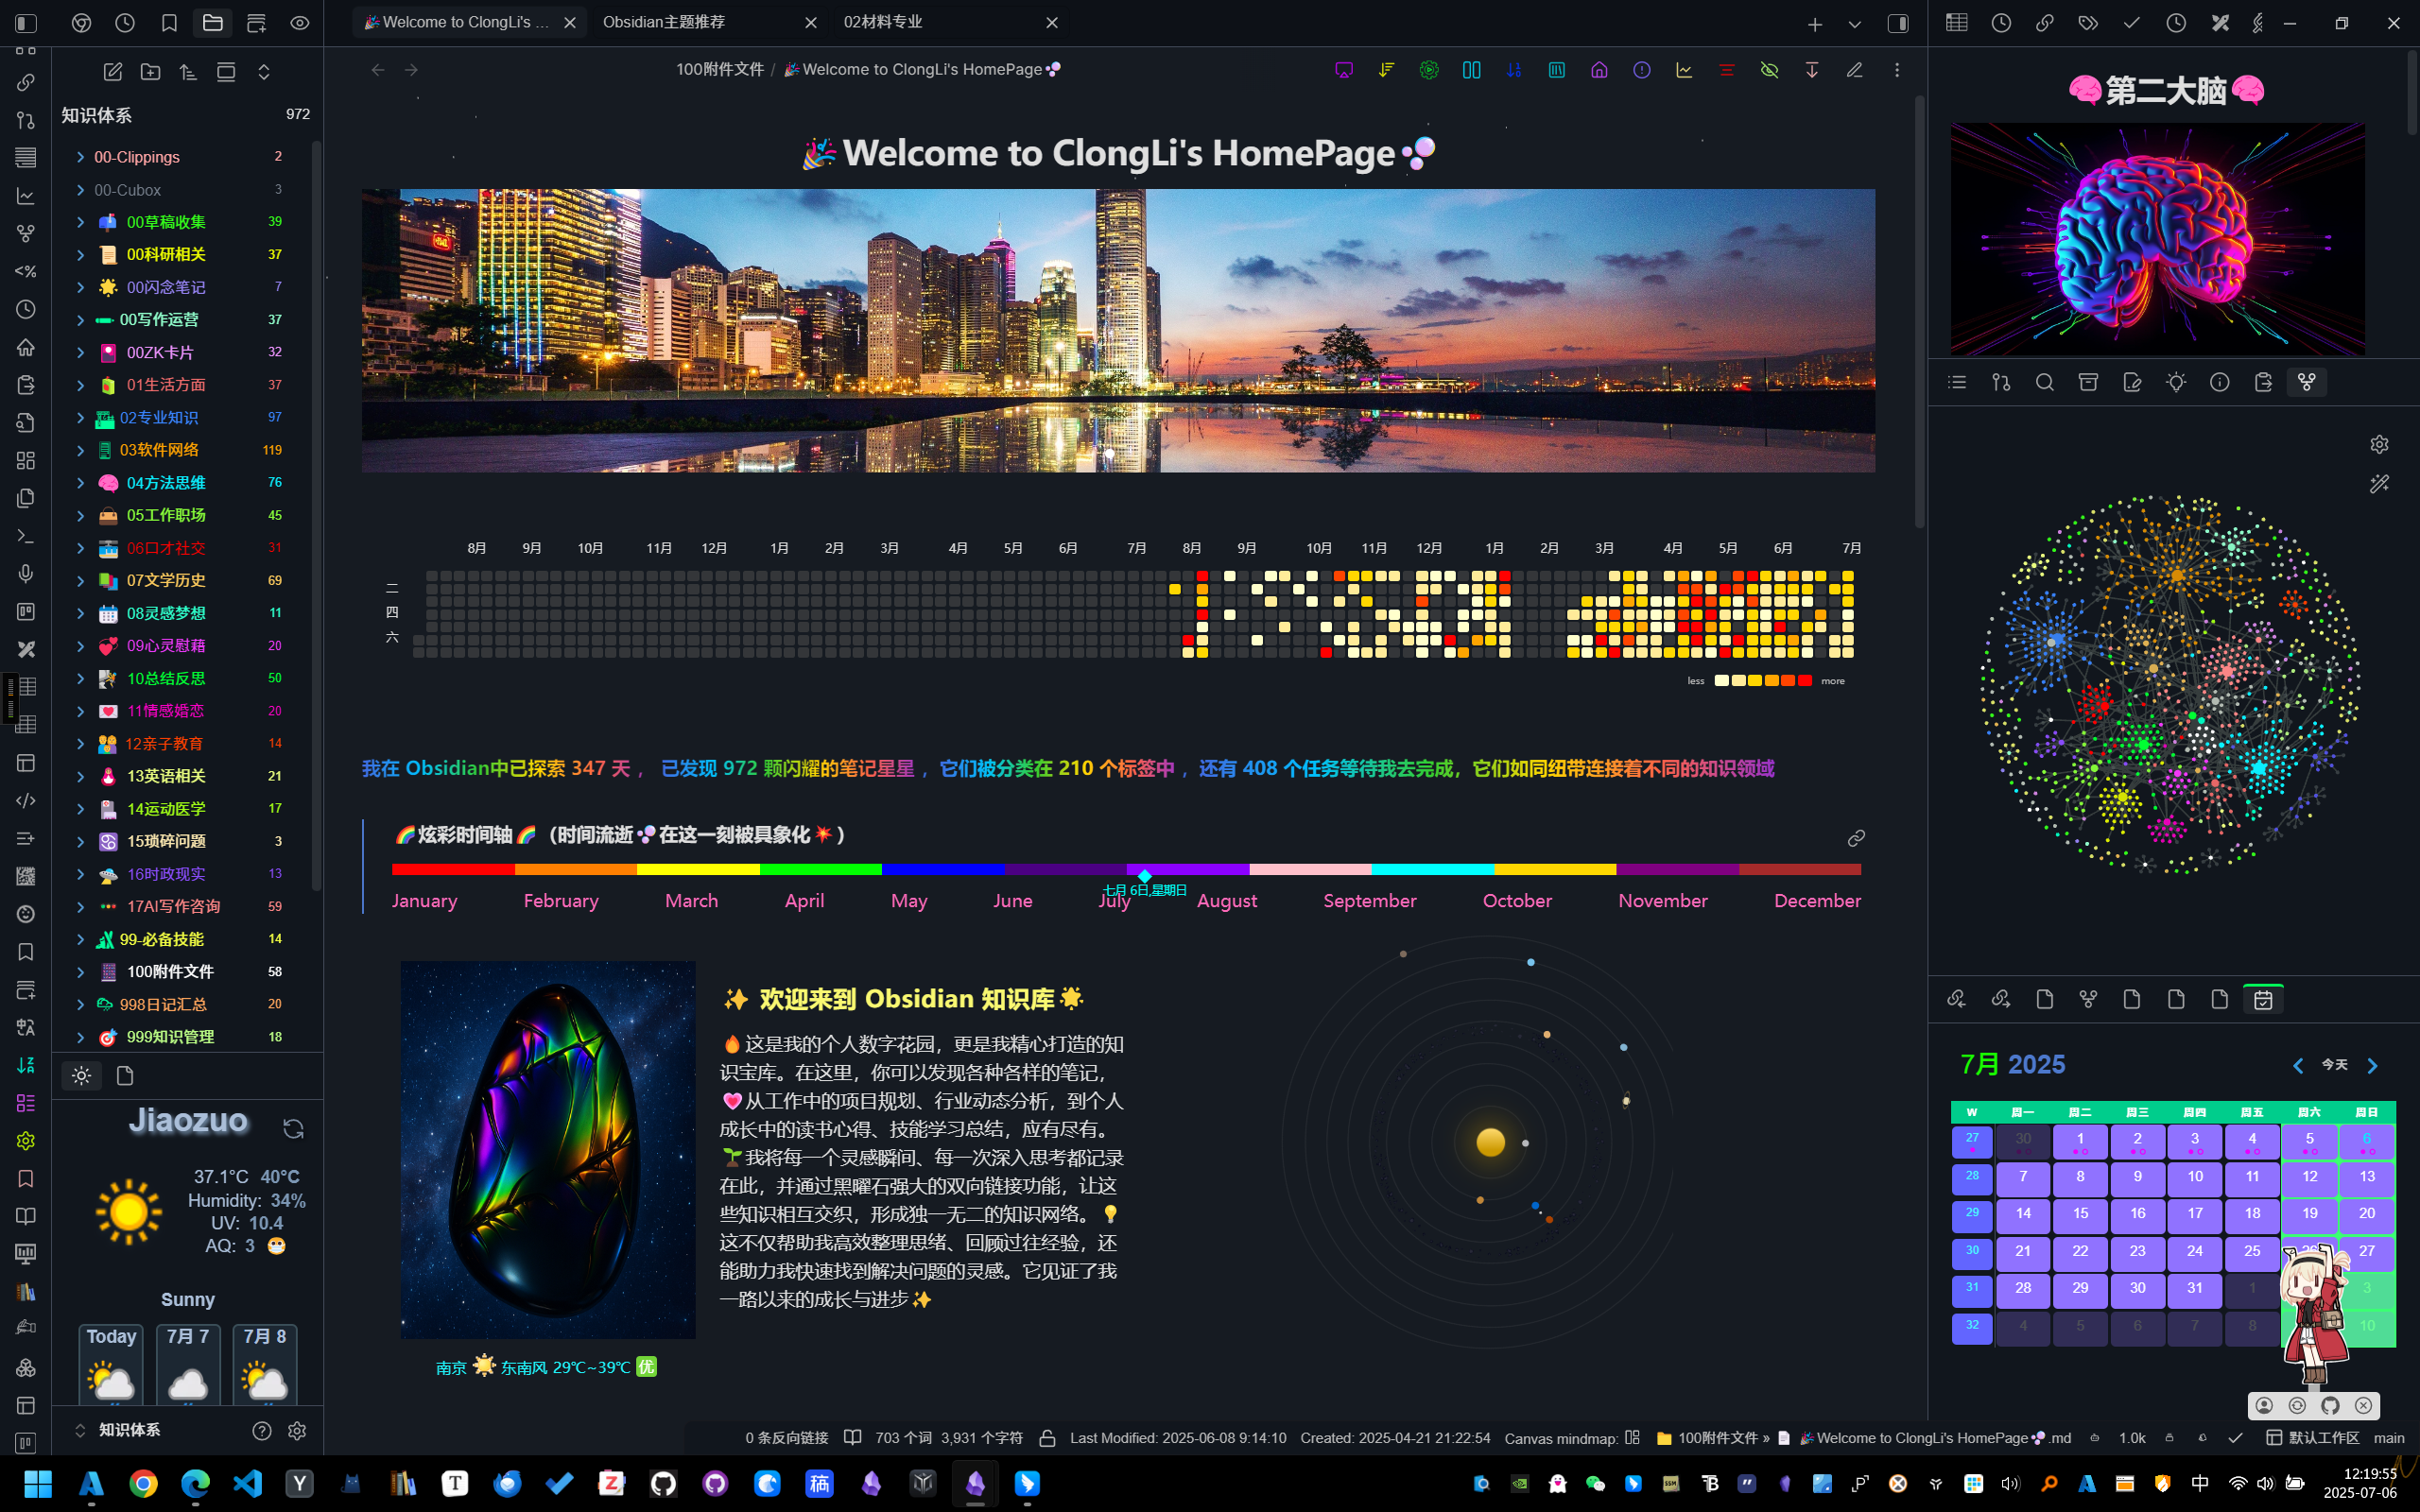 🎉Welcome to ClongLi's ...
Obsidian主题推荐
02材料专业
知识体系 972
00-Clippings 2
00-Cubox 3
00草稿收集 39
00科研相关 37
00闪念笔记 7
00写作运营 37
00ZK卡片 32
01生活方面 37
02专业知识 97
03软件网络 119
04方法思维 76
05工作职场 45
06口才社交 31
07文学历史 69
08灵感梦想 11
09心灵慰藉 20
10总结反思 50
11情感婚恋 20
12亲子教育 14
13英语相关 21
14运动医学 17
15琐碎问题 3
16时政现实 13
17AI写作咨询 59
99-必备技能 14
100附件文件 58
998日记汇总 20
999知识管理 18
Jiaozuo
37.1°C 40°C
Humidity: 34%
UV: 10.4
AQ: 3 😷
Sunny
Today 7月 7 7月 8
知识体系
100附件文件 / 🎉Welcome to ClongLi's HomePage
🎉Welcome to ClongLi's HomePage
8月 9月 10月 11月 12月 1月 2月 3月 4月 5月 6月 7月 8月 9月 10月 11月 12月 1月 2月 3月 4月 5月 6月 7月
二
四
六
less more
我在 Obsidian中已探索 347 天， 已发现 972 颗闪耀的笔记星星，它们被分类在 210 个标签中，还有 408 个任务等待我去完成，它们如同纽带连接着不同的知识领域
🌈炫彩时间轴🌈（时间流逝🫧在这一刻被具象化💥）
七月 6日,星期日
January February March April May June July August September October November December
✨ 欢迎来到 Obsidian 知识库🌟
🔥这是我的个人数字花园，更是我精心打造的知
识宝库。在这里，你可以发现各种各样的笔记，
💗从工作中的项目规划、行业动态分析，到个人
成长中的读书心得、技能学习总结，应有尽有。
🌱我将每一个灵感瞬间、每一次深入思考都记录
在此，并通过黑曜石强大的双向链接功能，让这
些知识相互交织，形成独一无二的知识网络。💡
这不仅帮助我高效整理思绪、回顾过往经验，还
能助力我快速找到解决问题的灵感。它见证了我
一路以来的成长与进步✨
南京 ☀️ 东南风 29℃~39℃ 优
🧠第二大脑🧠
7月 2025 今天
W 周一 周二 周三 周四 周五 周六 周日
27 30 1 2 3 4 5 6
28 7 8 9 10 11 12 13
29 14 15 16 17 18 19 20
30 21 22 23 24 25 26 27
31 28 29 30 31 1 3
32 4 5 6 7 8 10
0 条反向链接 703 个词 3,931 个字符 Last Modified: 2025-06-08 9:14:10 Created: 2025-04-21 21:22:54 Canvas mindmap: 100附件文件 » 🎉Welcome to ClongLi's HomePage🫧.md 1.0k 默认工作区 main
中
12:19:55
2025-07-06